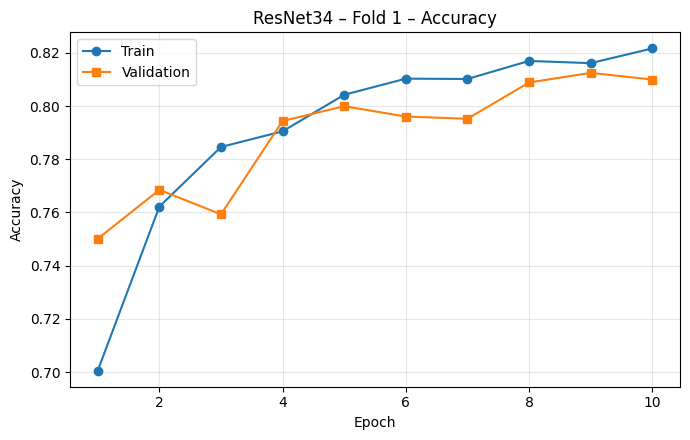 ResNet34 – Fold 1 – Accuracy
Train
Validation
Accuracy
0.82
0.80
0.78
0.76
0.74
0.72
0.70
2 4 6 8 10
Epoch